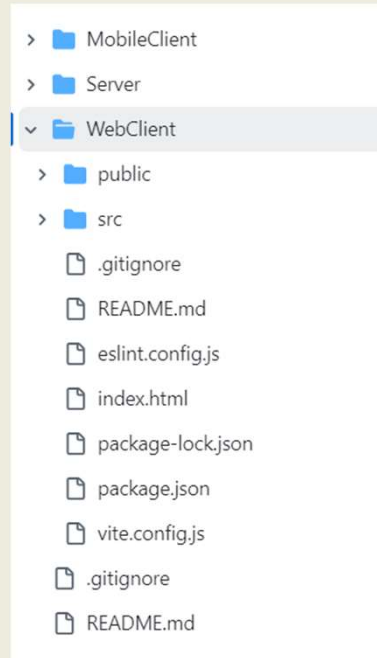 MobileClient
Server
WebClient
public
src
.gitignore
README.md
eslint.config.js
index.html
package-lock.json
package.json
vite.config.js
.gitignore
README.md